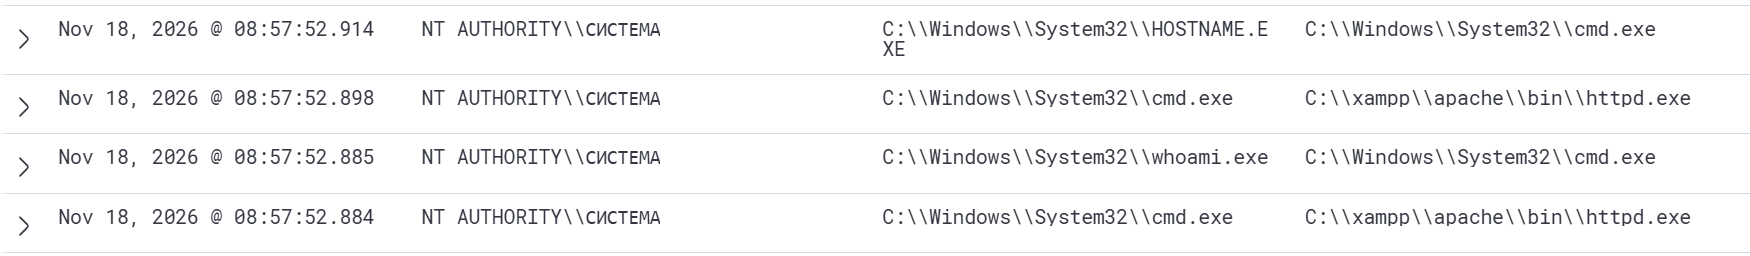 Nov 18, 2026 @ 08:57:52.914 NT AUTHORITY\\СИСТЕМА C:\\Windows\\System32\\HOSTNAME.E C:\\Windows\\System32\\cmd.exe
XE
Nov 18, 2026 @ 08:57:52.898 NT AUTHORITY\\СИСТЕМА C:\\Windows\\System32\\cmd.exe C:\\xampp\\apache\\bin\\httpd.exe
Nov 18, 2026 @ 08:57:52.885 NT AUTHORITY\\СИСТЕМА C:\\Windows\\System32\\whoami.exe C:\\Windows\\System32\\cmd.exe
Nov 18, 2026 @ 08:57:52.884 NT AUTHORITY\\СИСТЕМА C:\\Windows\\System32\\cmd.exe C:\\xampp\\apache\\bin\\httpd.exe